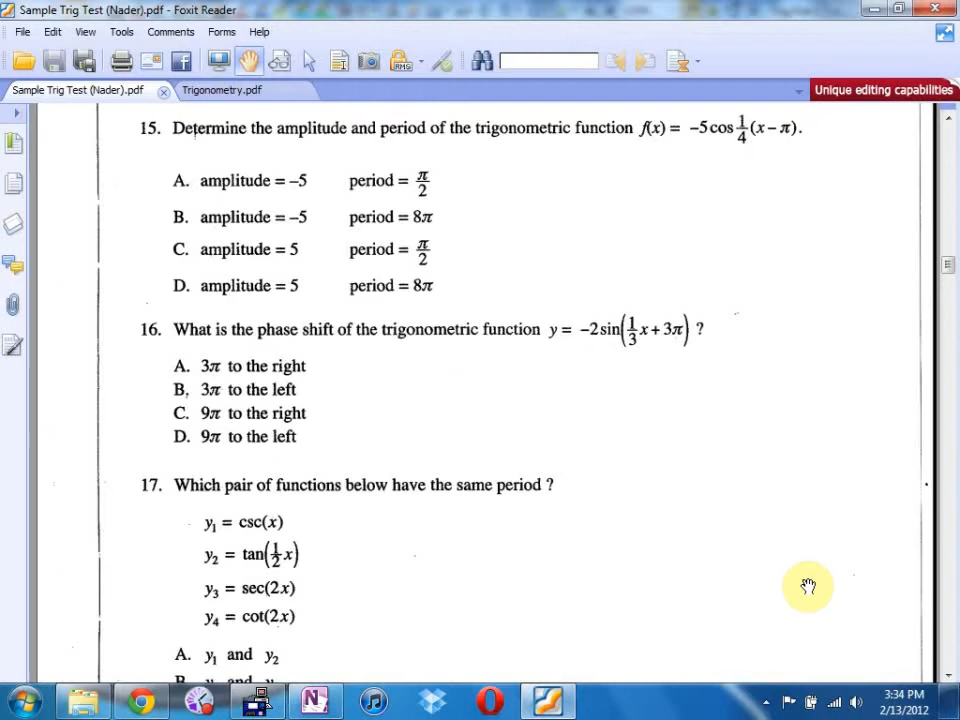 Sample Trig Test (Nader).pdf - Foxit Reader
File Edit View Tools Comments Forms Help
Sample Trig Test (Nader).pdf Trigonometry.pdf Unique editing capabilities
15. Determine the amplitude and period of the trigonometric function f(x) = -5cos 1/4 (x - π).
A. amplitude = -5 period = π/2
B. amplitude = -5 period = 8π
C. amplitude = 5 period = π/2
D. amplitude = 5 period = 8π
16. What is the phase shift of the trigonometric function y = -2sin(1/3 x + 3π) ?
A. 3π to the right
B. 3π to the left
C. 9π to the right
D. 9π to the left
17. Which pair of functions below have the same period ?
y₁ = csc(x)
y₂ = tan(1/2 x)
y₃ = sec(2x)
y₄ = cot(2x)
A. y₁ and y₂
3:34 PM
2/13/2012